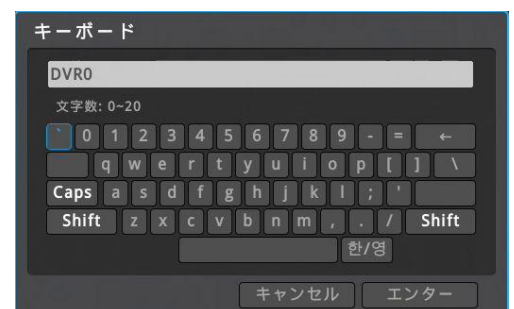 キーボード
DVR0
文字数: 0~20
` 0 1 2 3 4 5 6 7 8 9 - = ←
q w e r t y u i o p [ ] \
Caps a s d f g h j k l ; '
Shift z x c v b n m , . / Shift
한/영
キャンセル エンター